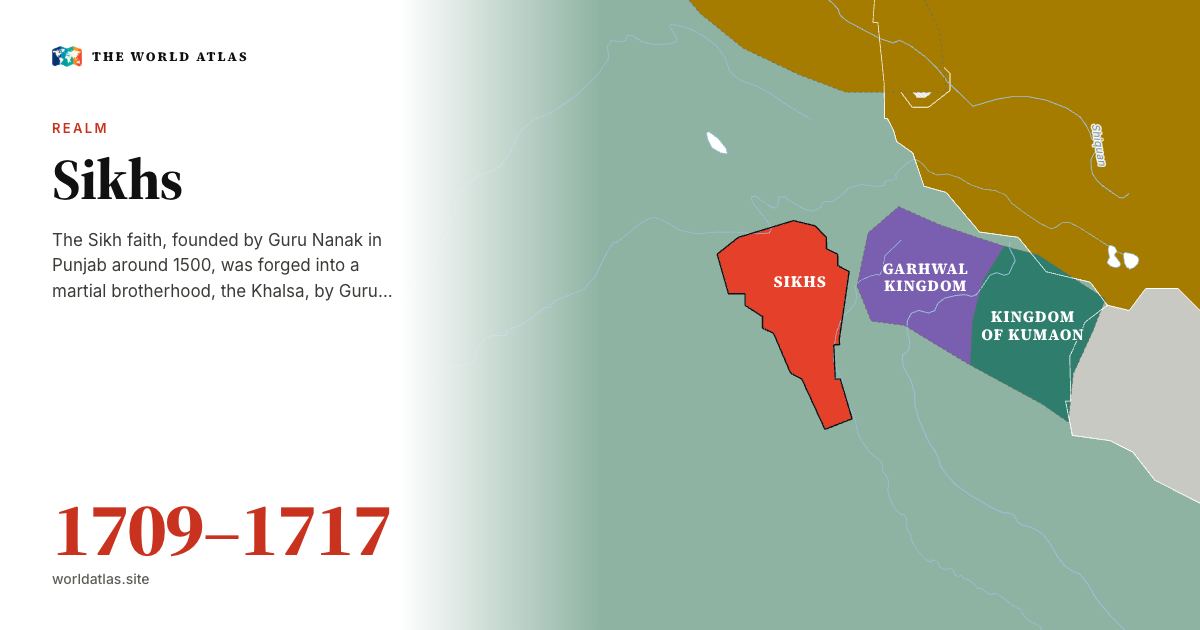 THE WORLD ATLAS
REALM
Sikhs
The Sikh faith, founded by Guru Nanak in
Punjab around 1500, was forged into a
martial brotherhood, the Khalsa, by Guru...
1709–1717
worldatlas.site
SIKHS
GARHWAL
KINGDOM
KINGDOM
OF KUMAON
Shiquan